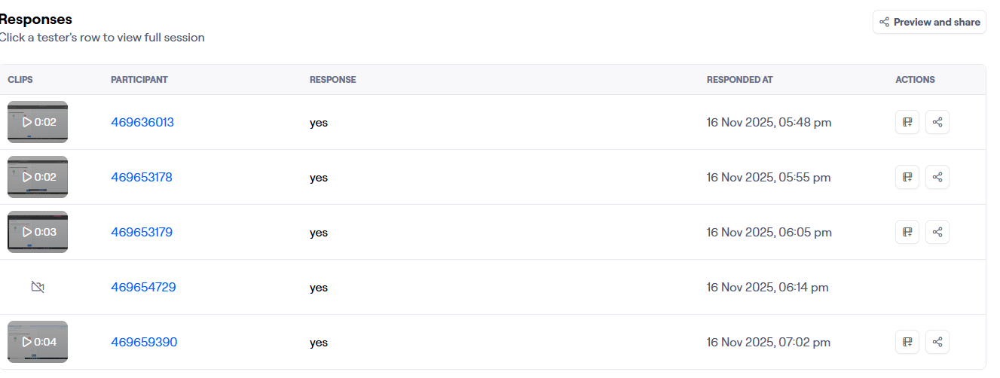 Responses
Preview and share
Click a tester's row to view full session
CLIPS PARTICIPANT RESPONSE RESPONDED AT ACTIONS
0:02 469636013 yes 16 Nov 2025, 05:48 pm
0:02 469653178 yes 16 Nov 2025, 05:55 pm
0:03 469653179 yes 16 Nov 2025, 06:05 pm
469654729 yes 16 Nov 2025, 06:14 pm
0:04 469659390 yes 16 Nov 2025, 07:02 pm